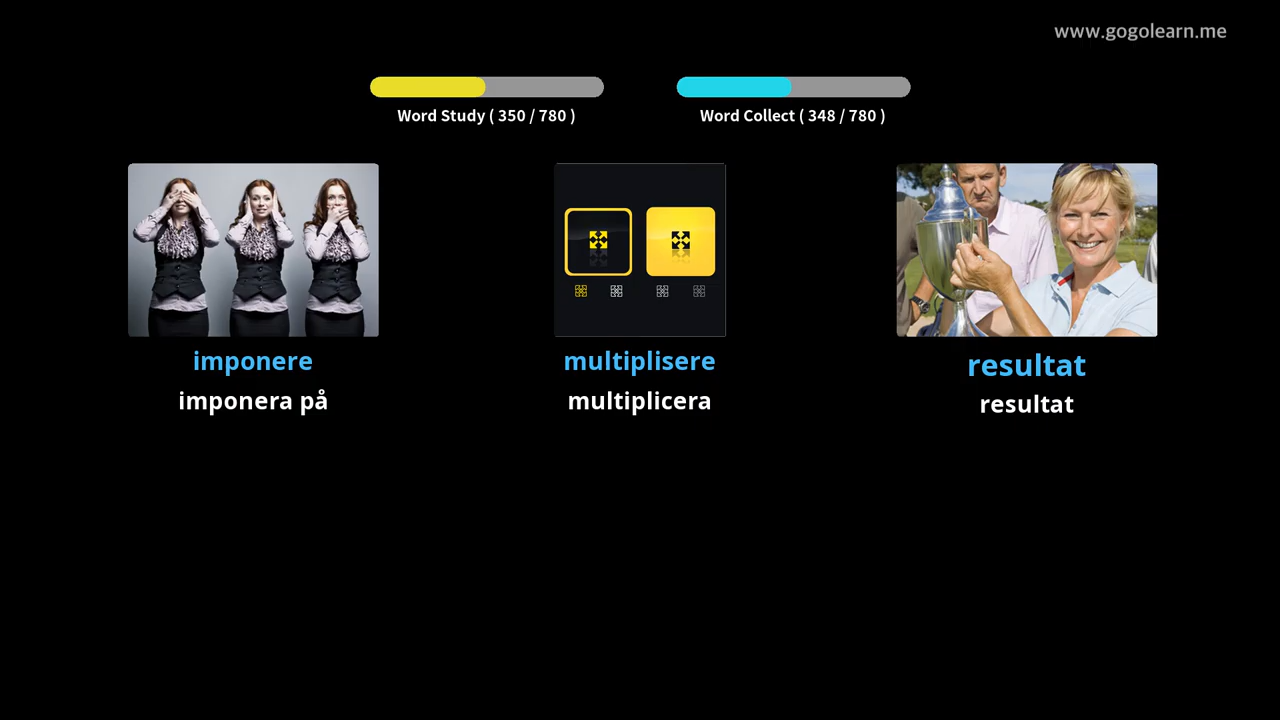 www.gogolearn.me
Word Study ( 350 / 780 )
Word Collect ( 348 / 780 )
imponere
imponera på
multiplisere
multiplicera
resultat
resultat